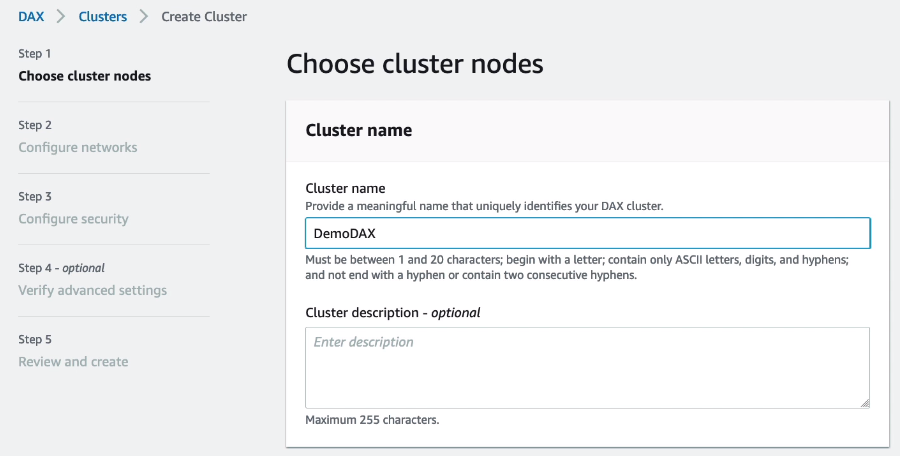 DAX > Clusters > Create Cluster
Step 1
Choose cluster nodes
Step 2
Configure networks
Step 3
Configure security
Step 4 - optional
Verify advanced settings
Step 5
Review and create
Choose cluster nodes
Cluster name
Cluster name
Provide a meaningful name that uniquely identifies your DAX cluster.
DemoDAX
Must be between 1 and 20 characters; begin with a letter; contain only ASCII letters, digits, and hyphens;
and not end with a hyphen or contain two consecutive hyphens.
Cluster description - optional
Enter description
Maximum 255 characters.